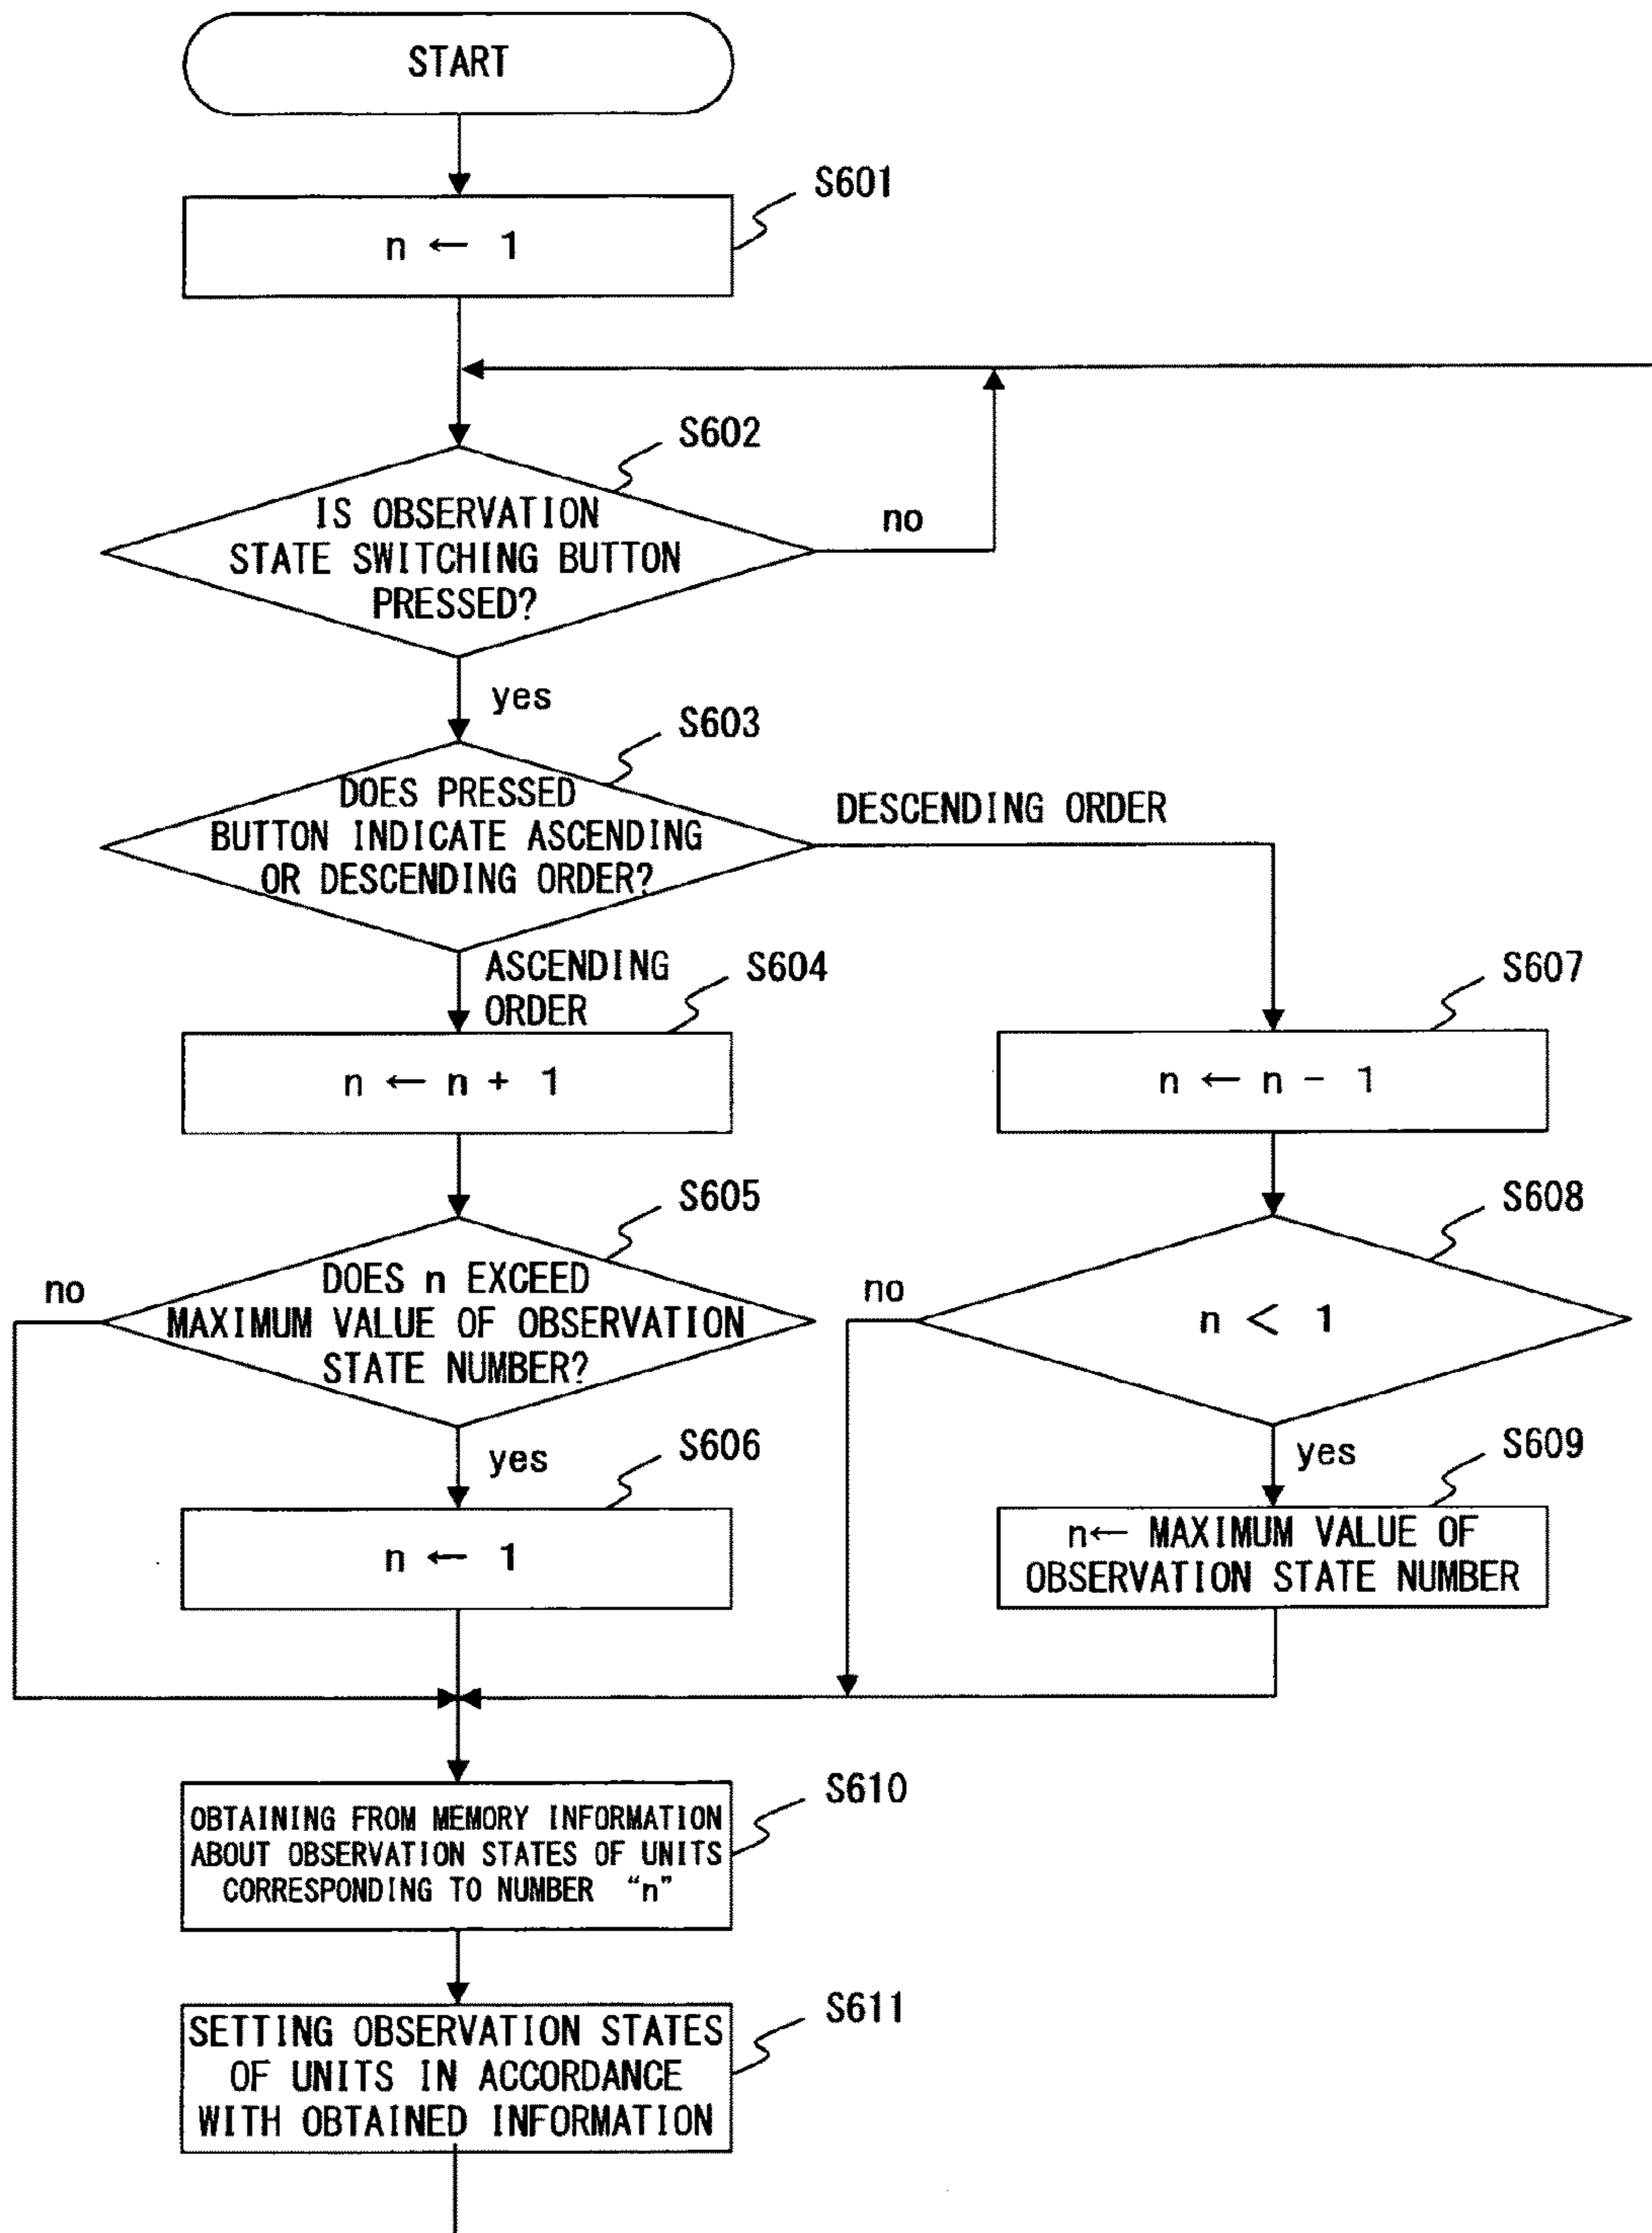 START
S601
n ← 1
S602
IS OBSERVATION
STATE SWITCHING BUTTON
PRESSED?
no
yes
S603
DOES PRESSED
BUTTON INDICATE ASCENDING
OR DESCENDING ORDER?
DESCENDING ORDER
ASCENDING
ORDER
S604
n ← n + 1
S607
n ← n - 1
S605
DOES n EXCEED
MAXIMUM VALUE OF OBSERVATION
STATE NUMBER?
no
yes
S608
n < 1
no
yes
S606
n ← 1
S609
n← MAXIMUM VALUE OF
OBSERVATION STATE NUMBER
S610
OBTAINING FROM MEMORY INFORMATION
ABOUT OBSERVATION STATES OF UNITS
CORRESPONDING TO NUMBER “n”
S611
SETTING OBSERVATION STATES
OF UNITS IN ACCORDANCE
WITH OBTAINED INFORMATION